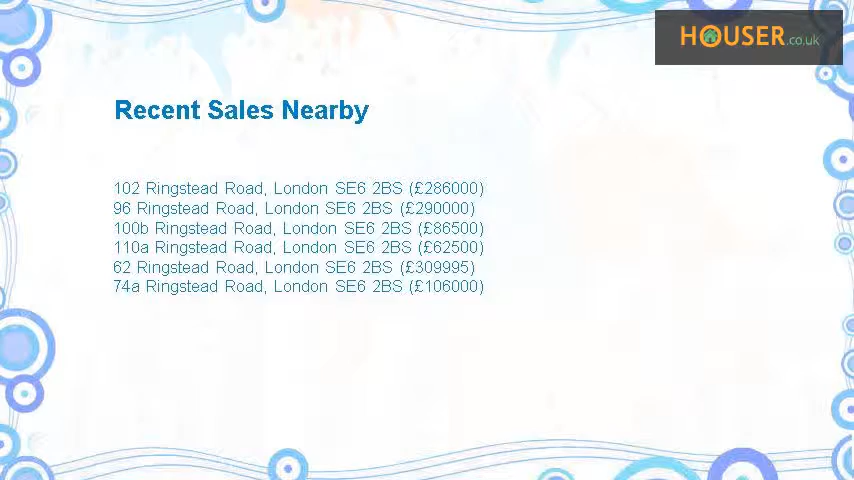 HOUSER.co.uk
Recent Sales Nearby
102 Ringstead Road, London SE6 2BS (£286000)
96 Ringstead Road, London SE6 2BS (£290000)
100b Ringstead Road, London SE6 2BS (£86500)
110a Ringstead Road, London SE6 2BS (£62500)
62 Ringstead Road, London SE6 2BS (£309995)
74a Ringstead Road, London SE6 2BS (£106000)